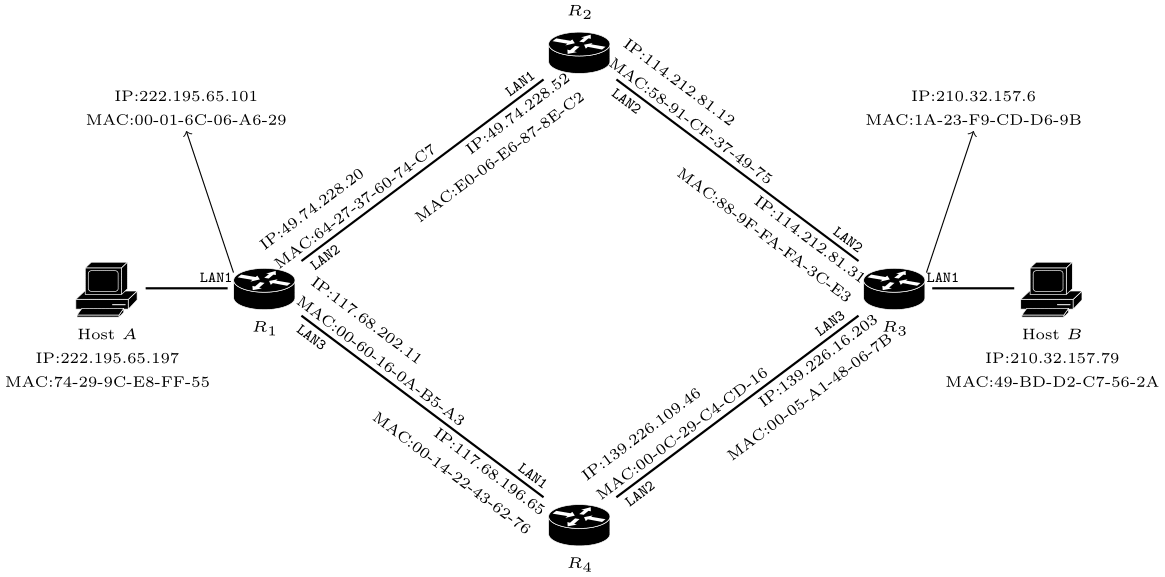 R2
LAN1
IP:49.74.228.52
MAC:E0-06-E6-87-8E-C2
IP:114.212.81.12
MAC:58-91-CF-37-49-75
LAN2
IP:222.195.65.101
MAC:00-01-6C-06-A6-29
IP:210.32.157.6
MAC:1A-23-F9-CD-D6-9B
IP:49.74.228.20
MAC:64-27-37-60-74-C7
LAN2
LAN2
IP:114.212.81.31
MAC:88-9F-FA-FA-3C-E3
LAN1
R1
LAN1
R3
Host A
IP:222.195.65.197
MAC:74-29-9C-E8-FF-55
Host B
IP:210.32.157.79
MAC:49-BD-D2-C7-56-2A
IP:117.68.202.11
MAC:00-60-16-0A-B5-A3
LAN3
LAN3
IP:139.226.16.203
MAC:00-05-A1-48-06-7B
LAN1
IP:117.68.196.65
MAC:00-14-22-43-62-76
IP:139.226.109.46
MAC:00-0C-29-C4-CD-16
LAN2
R4